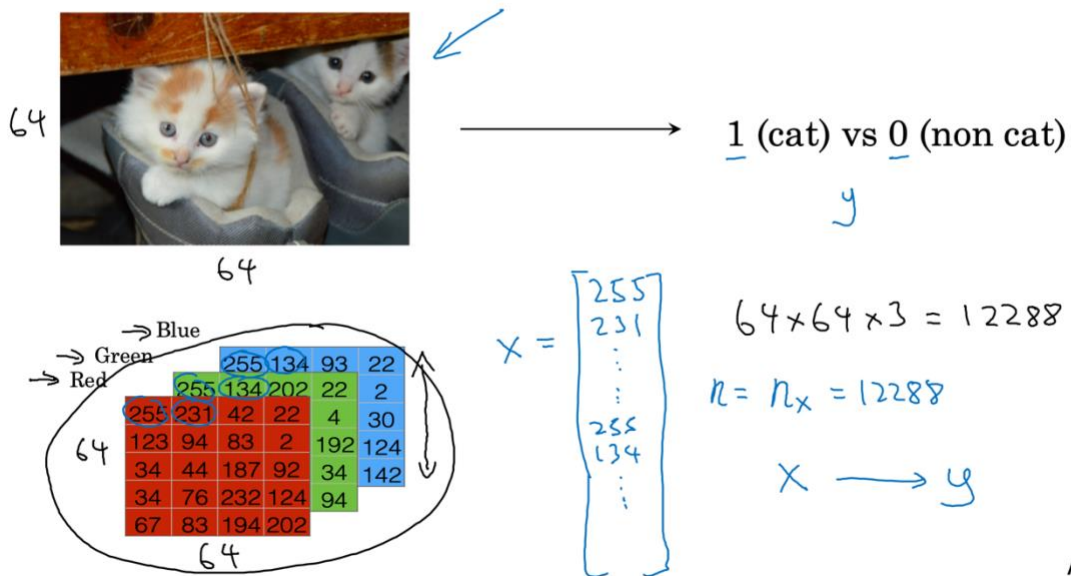 64
1 (cat) vs 0 (non cat)
y
64
Blue
Green
Red
255 134 93 22
255 134 202 22 2
255 231 42 22 4 30
123 94 83 2 192 124
34 44 187 92 34 142
34 76 232 124 94
67 83 194 202
64
64
x =
255
231
⋮
⋮
255
134
⋮
64×64×3 = 12288
n = nx = 12288
X → y